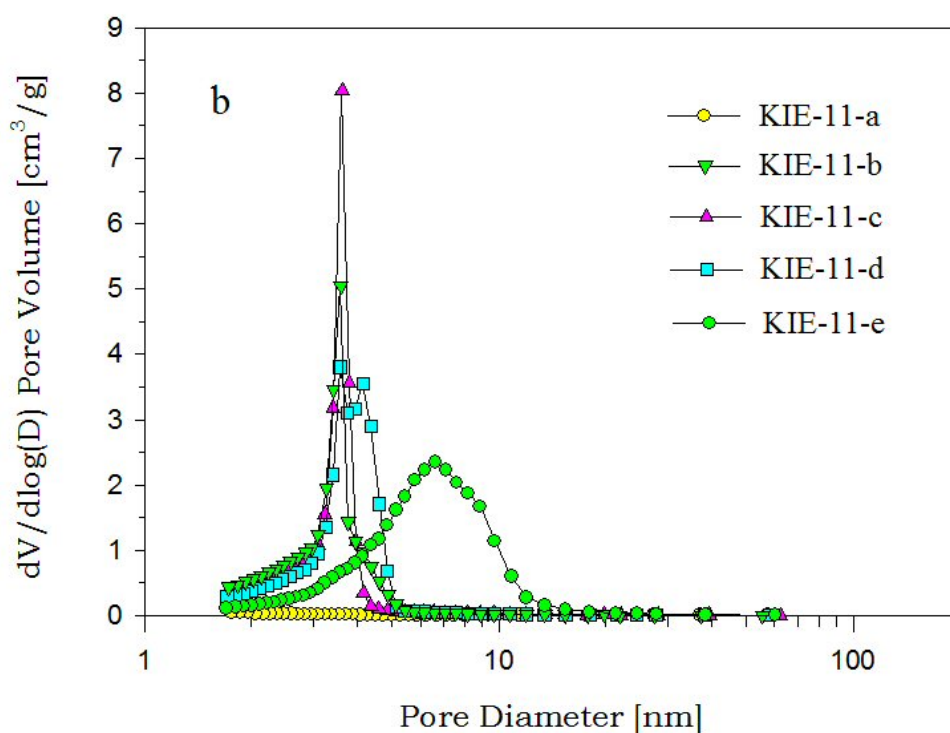 b
KIE-11-a
KIE-11-b
KIE-11-c
KIE-11-d
KIE-11-e
dV/dlog(D) Pore Volume [cm³/g]
9
8
7
6
5
4
3
2
1
0
1 10 100
Pore Diameter [nm]